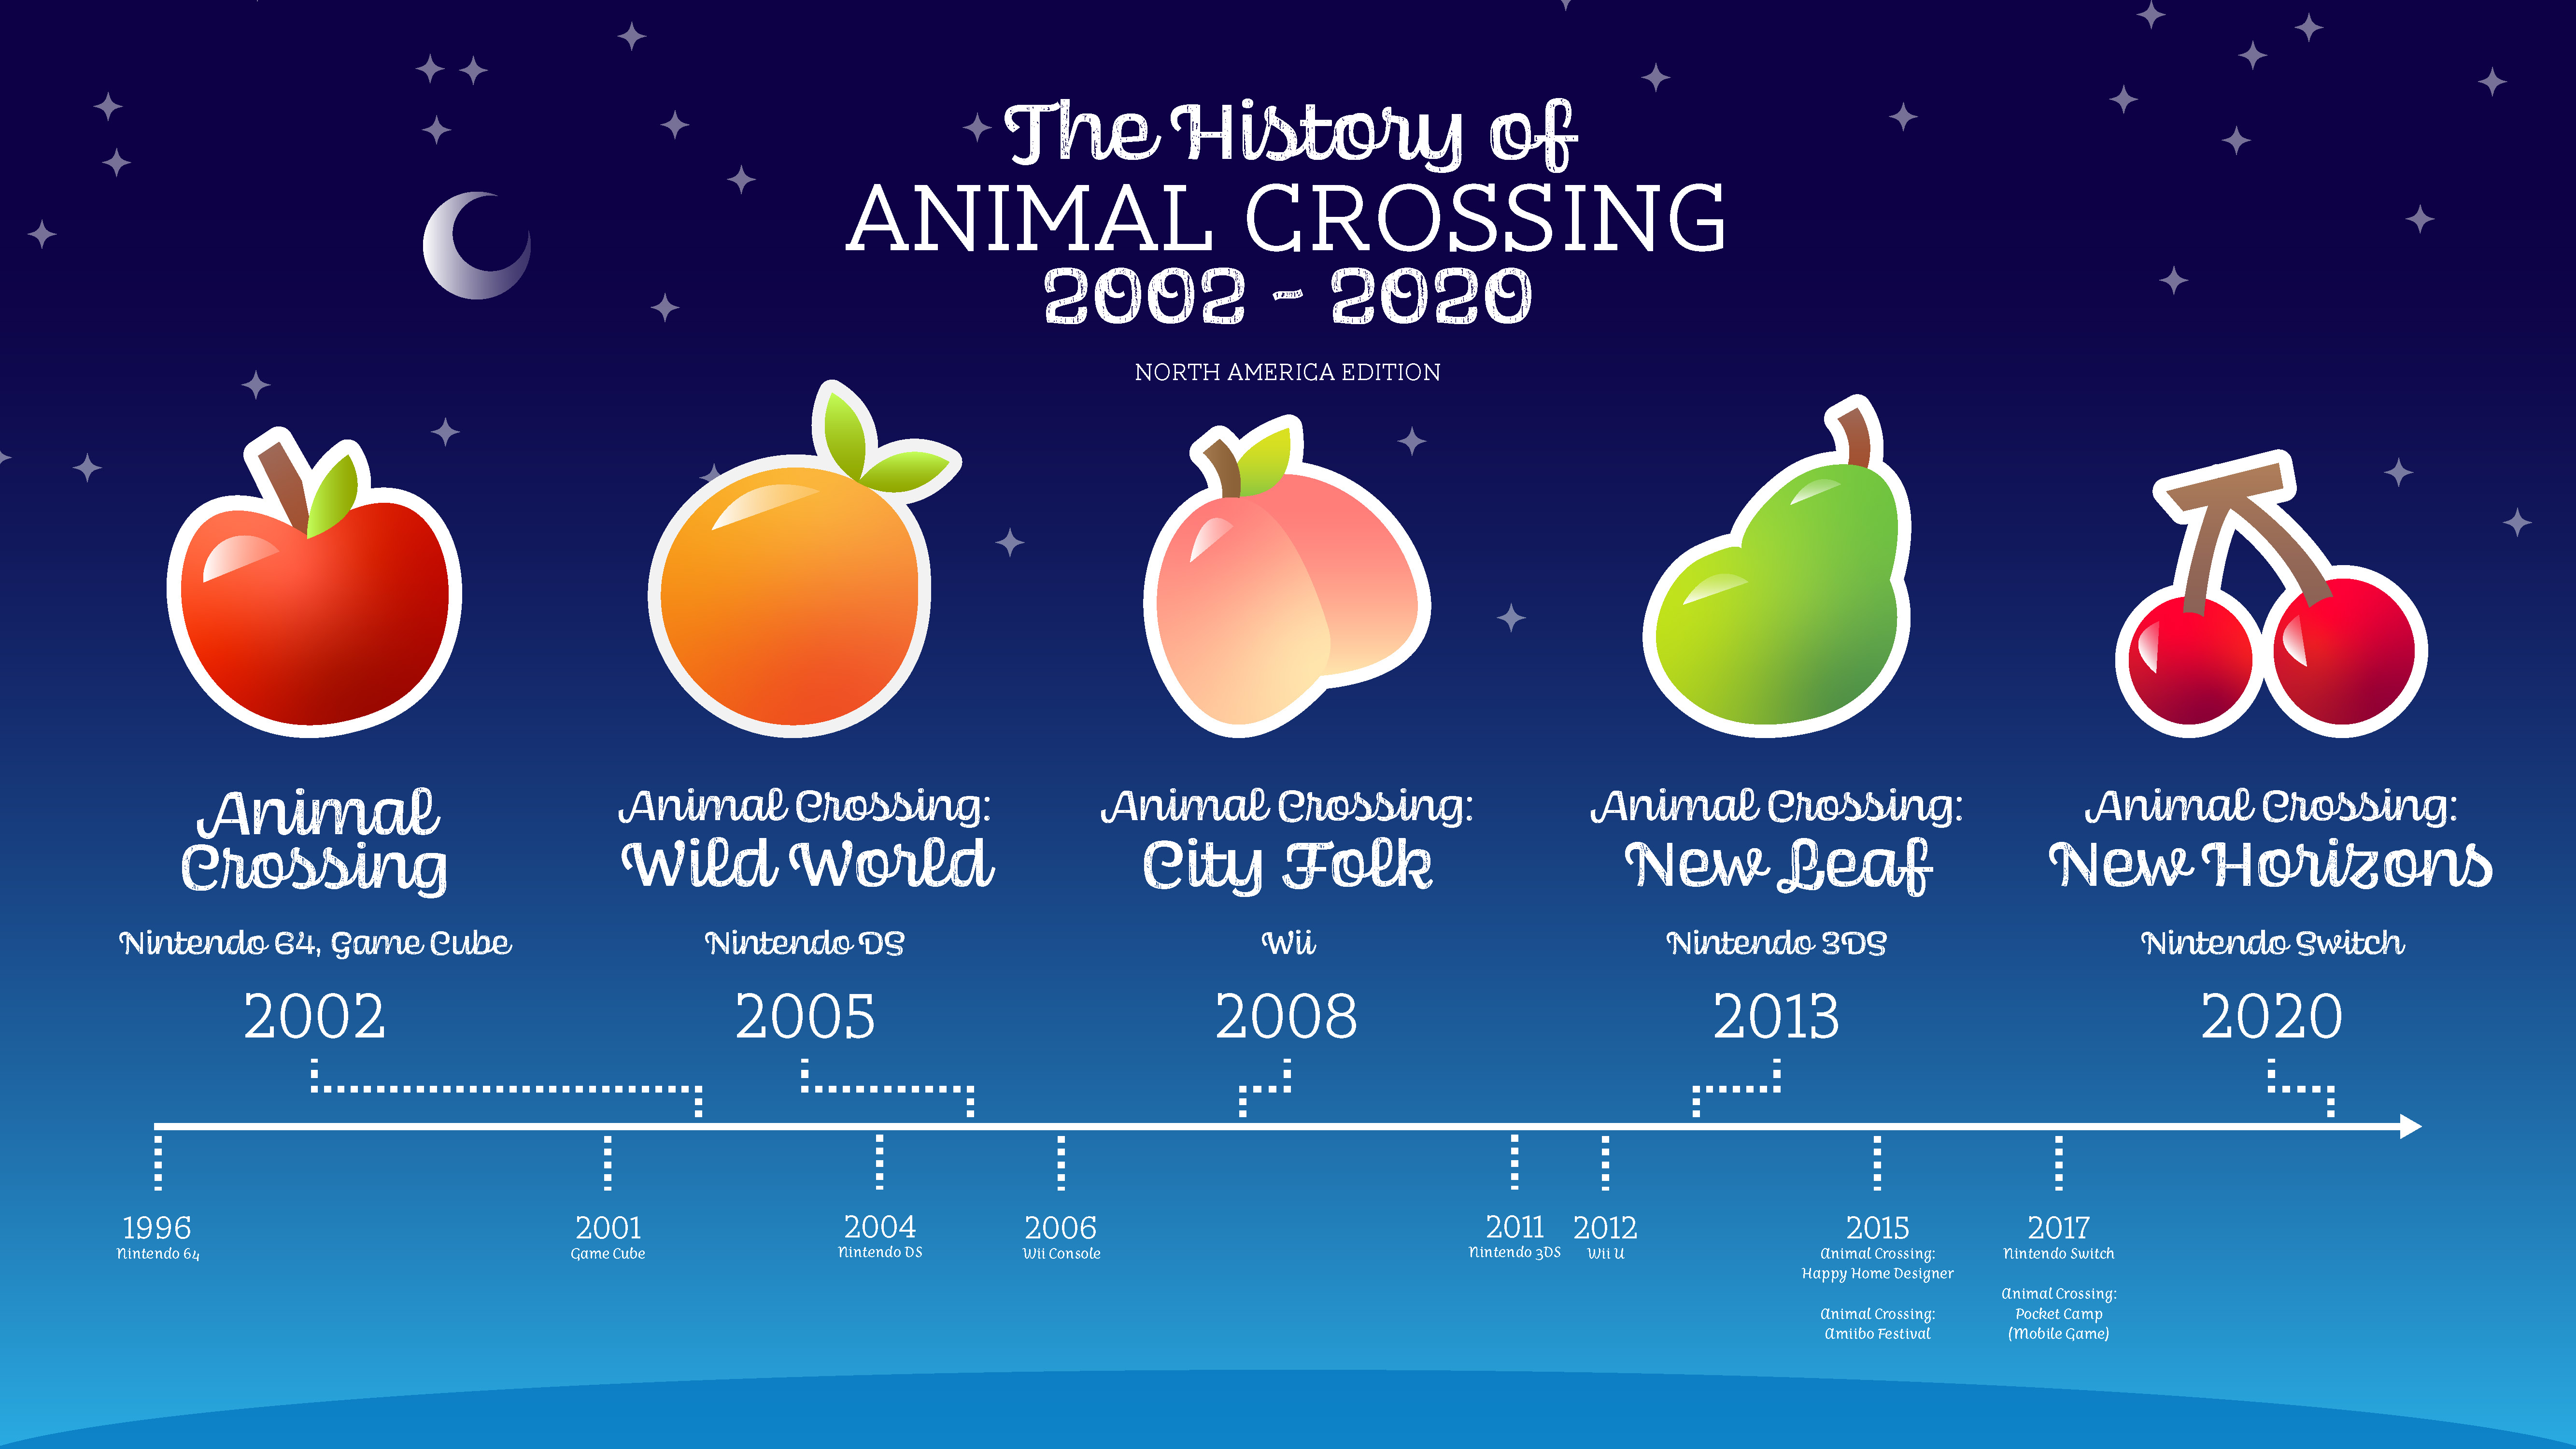 The History of
ANIMAL CROSSING
2002 - 2020
NORTH AMERICA EDITION
Animal
Crossing
Nintendo 64, Game Cube
2002
Animal Crossing:
Wild World
Nintendo DS
2005
Animal Crossing:
City Folk
Wii
2008
Animal Crossing:
New Leaf
Nintendo 3DS
2013
Animal Crossing:
New Horizons
Nintendo Switch
2020
1996
Nintendo 64
2001
Game Cube
2004
Nintendo DS
2006
Wii Console
2011
Nintendo 3DS
2012
Wii U
2015
Animal Crossing:
Happy Home Designer
Animal Crossing:
Amiibo Festival
2017
Nintendo Switch
Animal Crossing:
Pocket Camp
(Mobile Game)